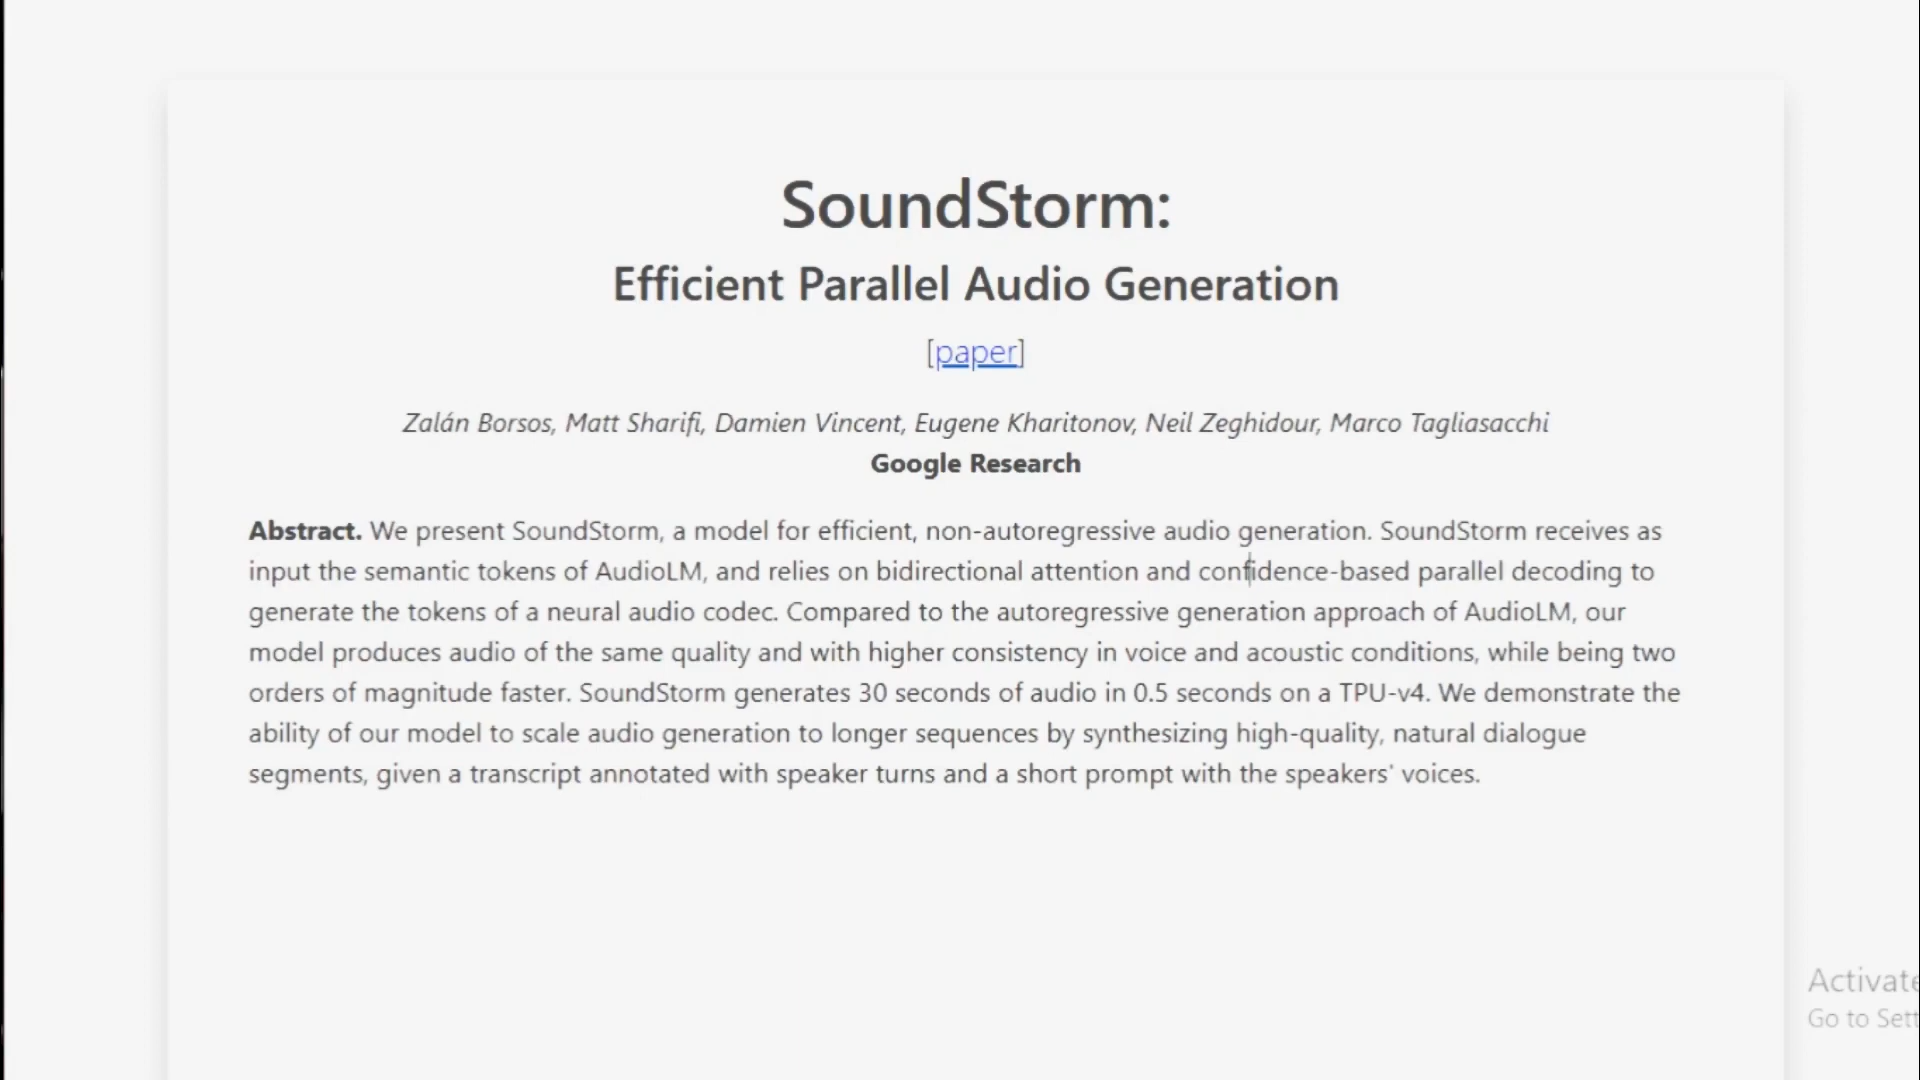 SoundStorm:
Efficient Parallel Audio Generation
[paper]
Zalán Borsos, Matt Sharifi, Damien Vincent, Eugene Kharitonov, Neil Zeghidour, Marco Tagliasacchi
Google Research
Abstract. We present SoundStorm, a model for efficient, non-autoregressive audio generation. SoundStorm receives as
input the semantic tokens of AudioLM, and relies on bidirectional attention and confidence-based parallel decoding to
generate the tokens of a neural audio codec. Compared to the autoregressive generation approach of AudioLM, our
model produces audio of the same quality and with higher consistency in voice and acoustic conditions, while being two
orders of magnitude faster. SoundStorm generates 30 seconds of audio in 0.5 seconds on a TPU-v4. We demonstrate the
ability of our model to scale audio generation to longer sequences by synthesizing high-quality, natural dialogue
segments, given a transcript annotated with speaker turns and a short prompt with the speakers' voices.
Activate
Go to Sett